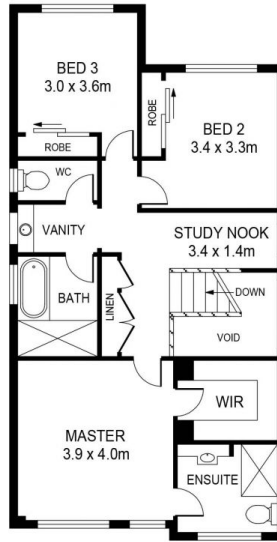 BED 3
3.0 x 3.6m
ROBE
ROBE
BED 2
3.4 x 3.3m
WC
VANITY
STUDY NOOK
3.4 x 1.4m
DOWN
BATH
LINEN
VOID
WIR
MASTER
3.9 x 4.0m
ENSUITE